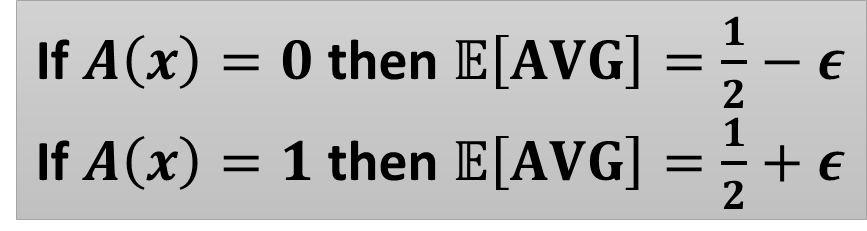 If A(x) = 0 then 𝔼[AVG] = 1/2 − ϵ
If A(x) = 1 then 𝔼[AVG] = 1/2 + ϵ